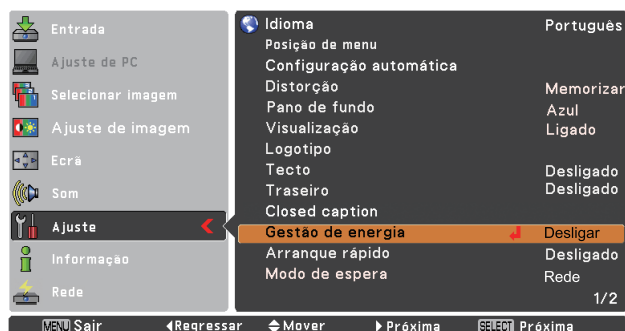 Entrada
Ajuste de PC
Selecionar imagem
Ajuste de imagem
Ecrã
Som
Ajuste
Informação
Rede
Idioma Português
Posição de menu
Configuração automática
Distorção Memorizar
Pano de fundo Azul
Visualização Ligado
Logotipo
Tecto Desligado
Traseiro Desligado
Closed caption
Gestão de energia Desligar
Arranque rápido Desligado
Modo de espera Rede
1/2
MENU Sair Regressar Mover Próxima SELECT Próxima